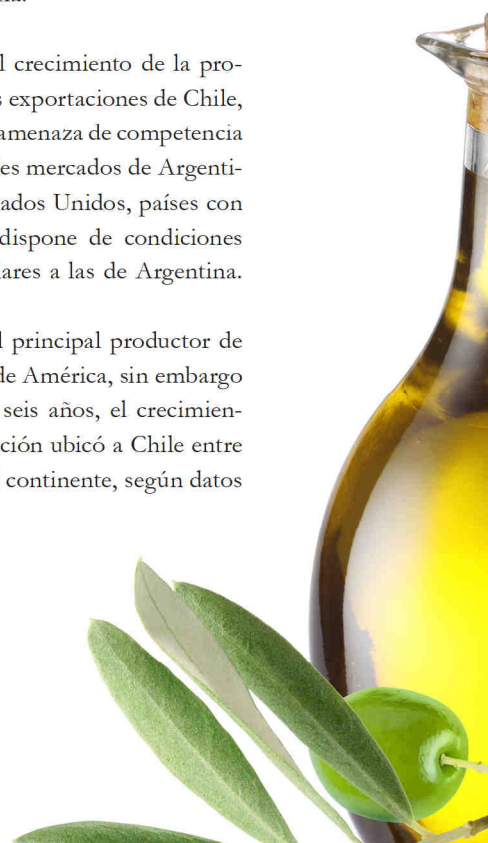 l crecimiento de la pro-
s exportaciones de Chile,
amenaza de competencia
es mercados de Argenti-
ados Unidos, países con
dispone de condiciones
lares a las de Argentina.
l principal productor de
de América, sin embargo
seis años, el crecimien-
ción ubicó a Chile entre
continente, según datos